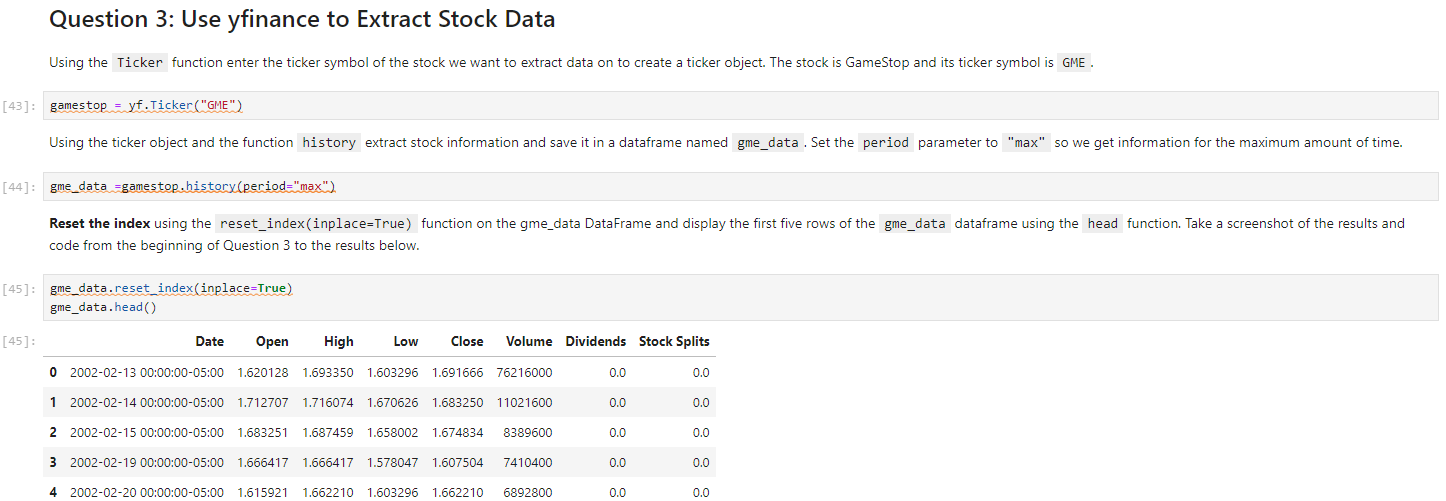 Question 3: Use yfinance to Extract Stock Data
Using the Ticker function enter the ticker symbol of the stock we want to extract data on to create a ticker object. The stock is GameStop and its ticker symbol is GME .
[43]: gamestop = yf.Ticker("GME")
Using the ticker object and the function history extract stock information and save it in a dataframe named gme_data . Set the period parameter to "max" so we get information for the maximum amount of time.
[44]: gme_data =gamestop.history(period="max")
Reset the index using the reset_index(inplace=True) function on the gme_data DataFrame and display the first five rows of the gme_data dataframe using the head function. Take a screenshot of the results and
code from the beginning of Question 3 to the results below.
[45]: gme_data.reset_index(inplace=True)
gme_data.head()
[45]: Date Open High Low Close Volume Dividends Stock Splits
0 2002-02-13 00:00:00-05:00 1.620128 1.693350 1.603296 1.691666 76216000 0.0 0.0
1 2002-02-14 00:00:00-05:00 1.712707 1.716074 1.670626 1.683250 11021600 0.0 0.0
2 2002-02-15 00:00:00-05:00 1.683251 1.687459 1.658002 1.674834 8389600 0.0 0.0
3 2002-02-19 00:00:00-05:00 1.666417 1.666417 1.578047 1.607504 7410400 0.0 0.0
4 2002-02-20 00:00:00-05:00 1.615921 1.662210 1.603296 1.662210 6892800 0.0 0.0